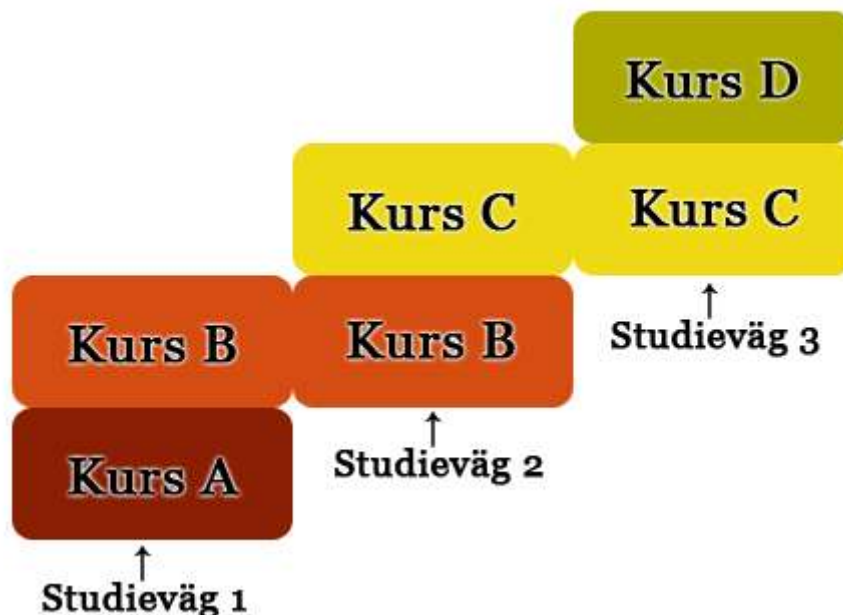 Kurs D
Kurs C
Kurs C
Kurs B
Kurs B
Kurs A
↑
Studieväg 3
↑
Studieväg 2
↑
Studieväg 1